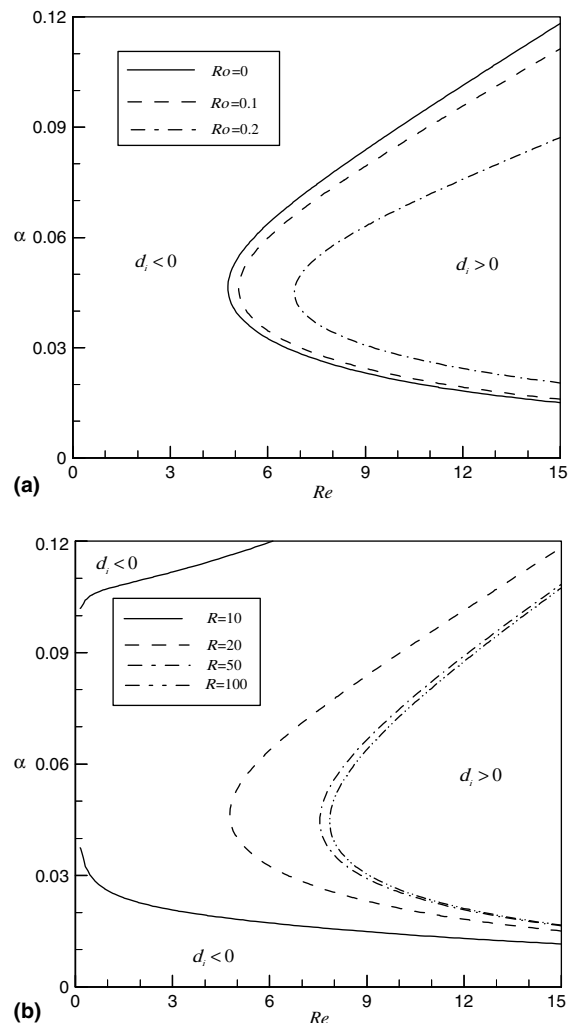 0.12
Ro=0
Ro=0.1
Ro=0.2
0.09
α
0.06
d_i < 0
d_i > 0
0.03
0
0
3
6
9
12
15
(a)
Re
0.12
d_i < 0
R=10
R=20
R=50
R=100
0.09
α
0.06
d_i > 0
0.03
d_i < 0
0
0
3
6
9
12
15
(b)
Re